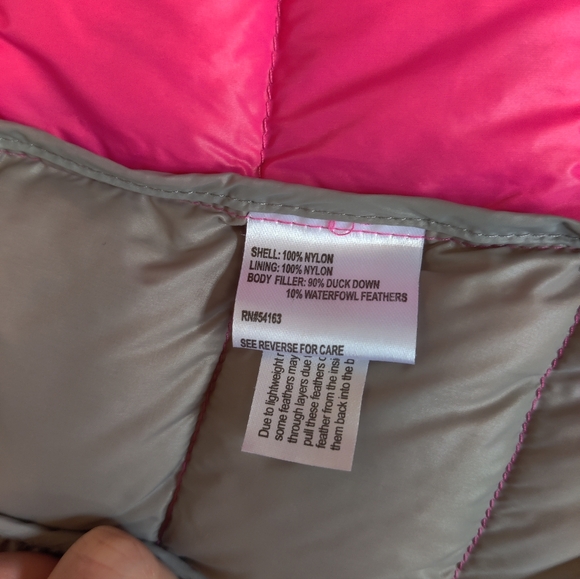 SHELL: 100% NYLON
LINING: 100% NYLON
BODY FILLER: 90% DUCK DOWN
10% WATERFOWL FEATHERS
RN#54163
SEE REVERSE FOR CARE
Due to lightweight
some feathers may
through layers due
pull these feathers
feather from the insi
them back into the b